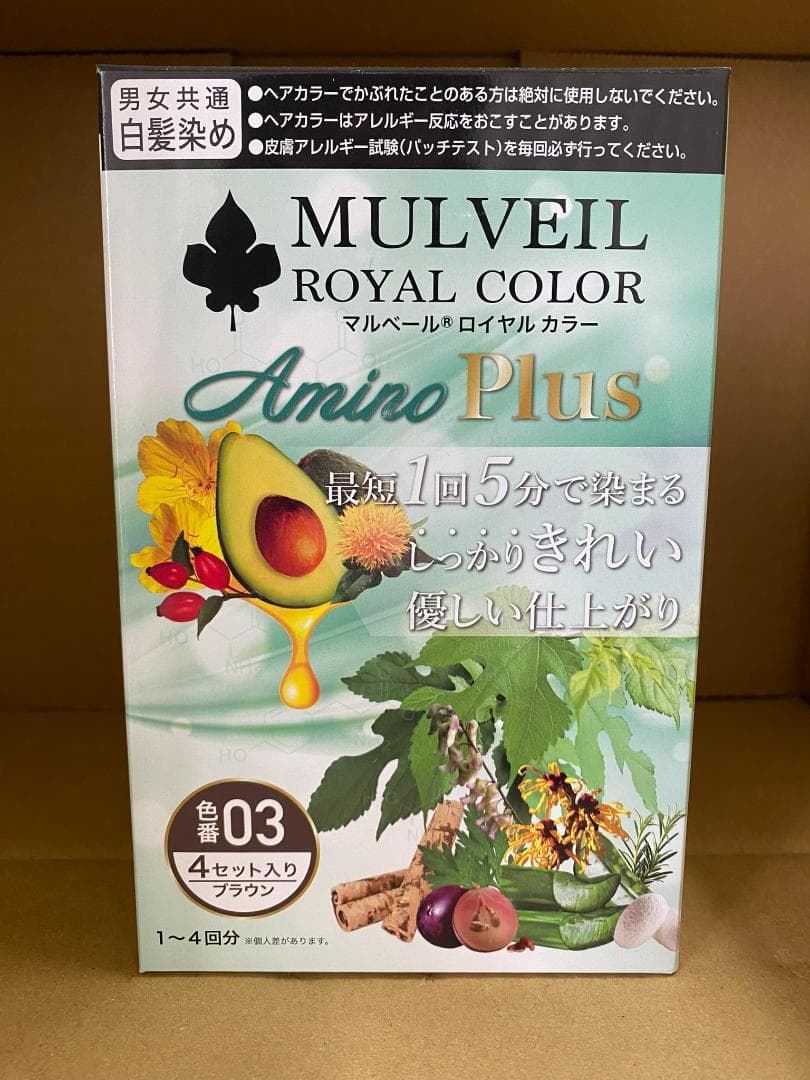 男女共通
白髪染め
●ヘアカラーでかぶれたことのある方は絶対に使用しないでください。
●ヘアカラーはアレルギー反応をおこすことがあります。
●皮膚アレルギー試験(パッチテスト)を毎回必ず行ってください。
MULVEIL
ROYAL COLOR
マルベール® ロイヤル カラー
Amino Plus
最短1回5分で染まる
しっかりきれい
優しい仕上がり
色番03
4セット入り
ブラウン
1〜4回分 ※個人差があります。